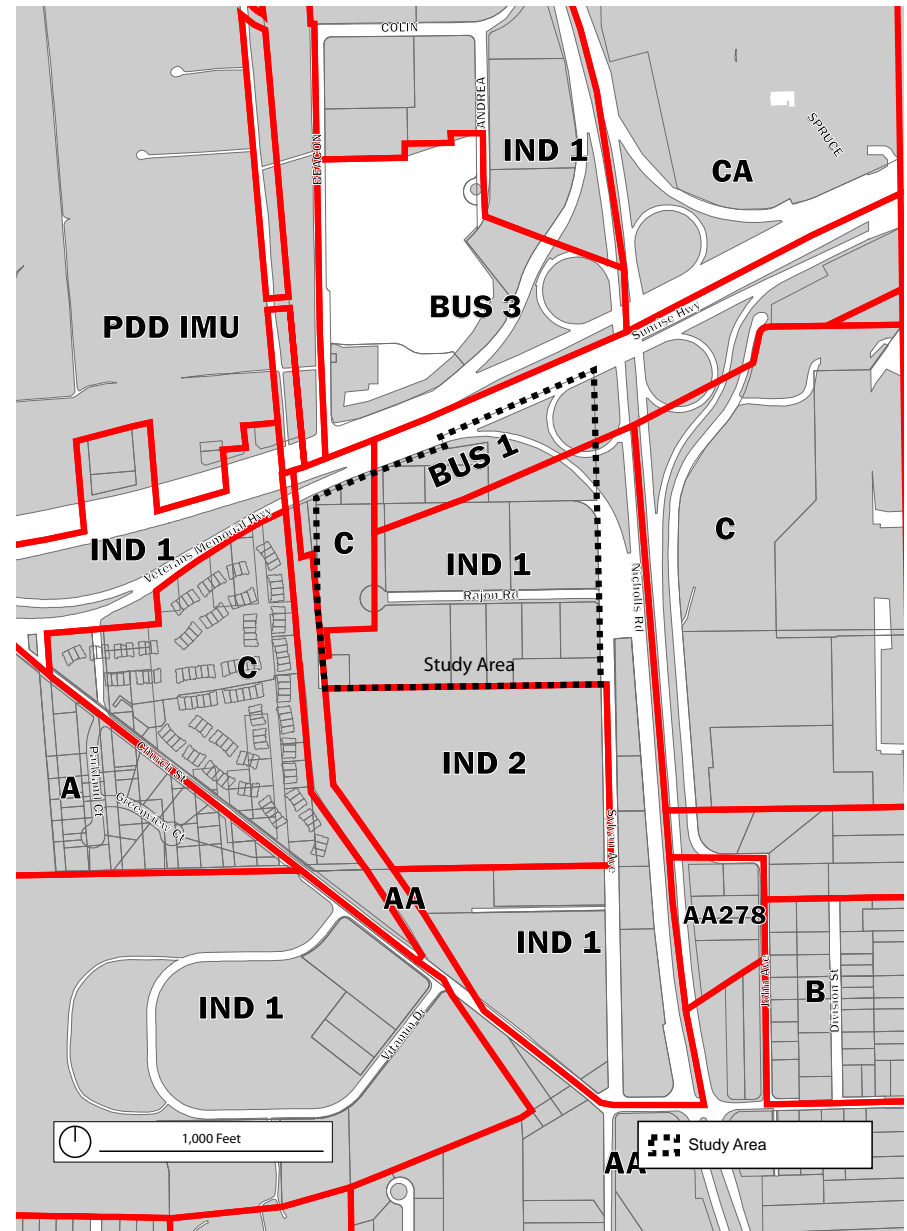 COLIN
ANDREA
BEACON
IND 1
SPRUCE
CA
BUS 3
PDD IMU
Sunrise Hwy
BUS 1
C
IND 1
Veterans Memorial Hwy
C
IND 1
Rajon Rd
Nicholls Rd
C
Study Area
IND 2
Church St
Parkland Ct
A
Greenview Ct
Sylvan Ave
AA
AA278
IND 1
B
Division St
John Ave
IND 1
Vitamin Dr
1,000 Feet
Study Area
AA